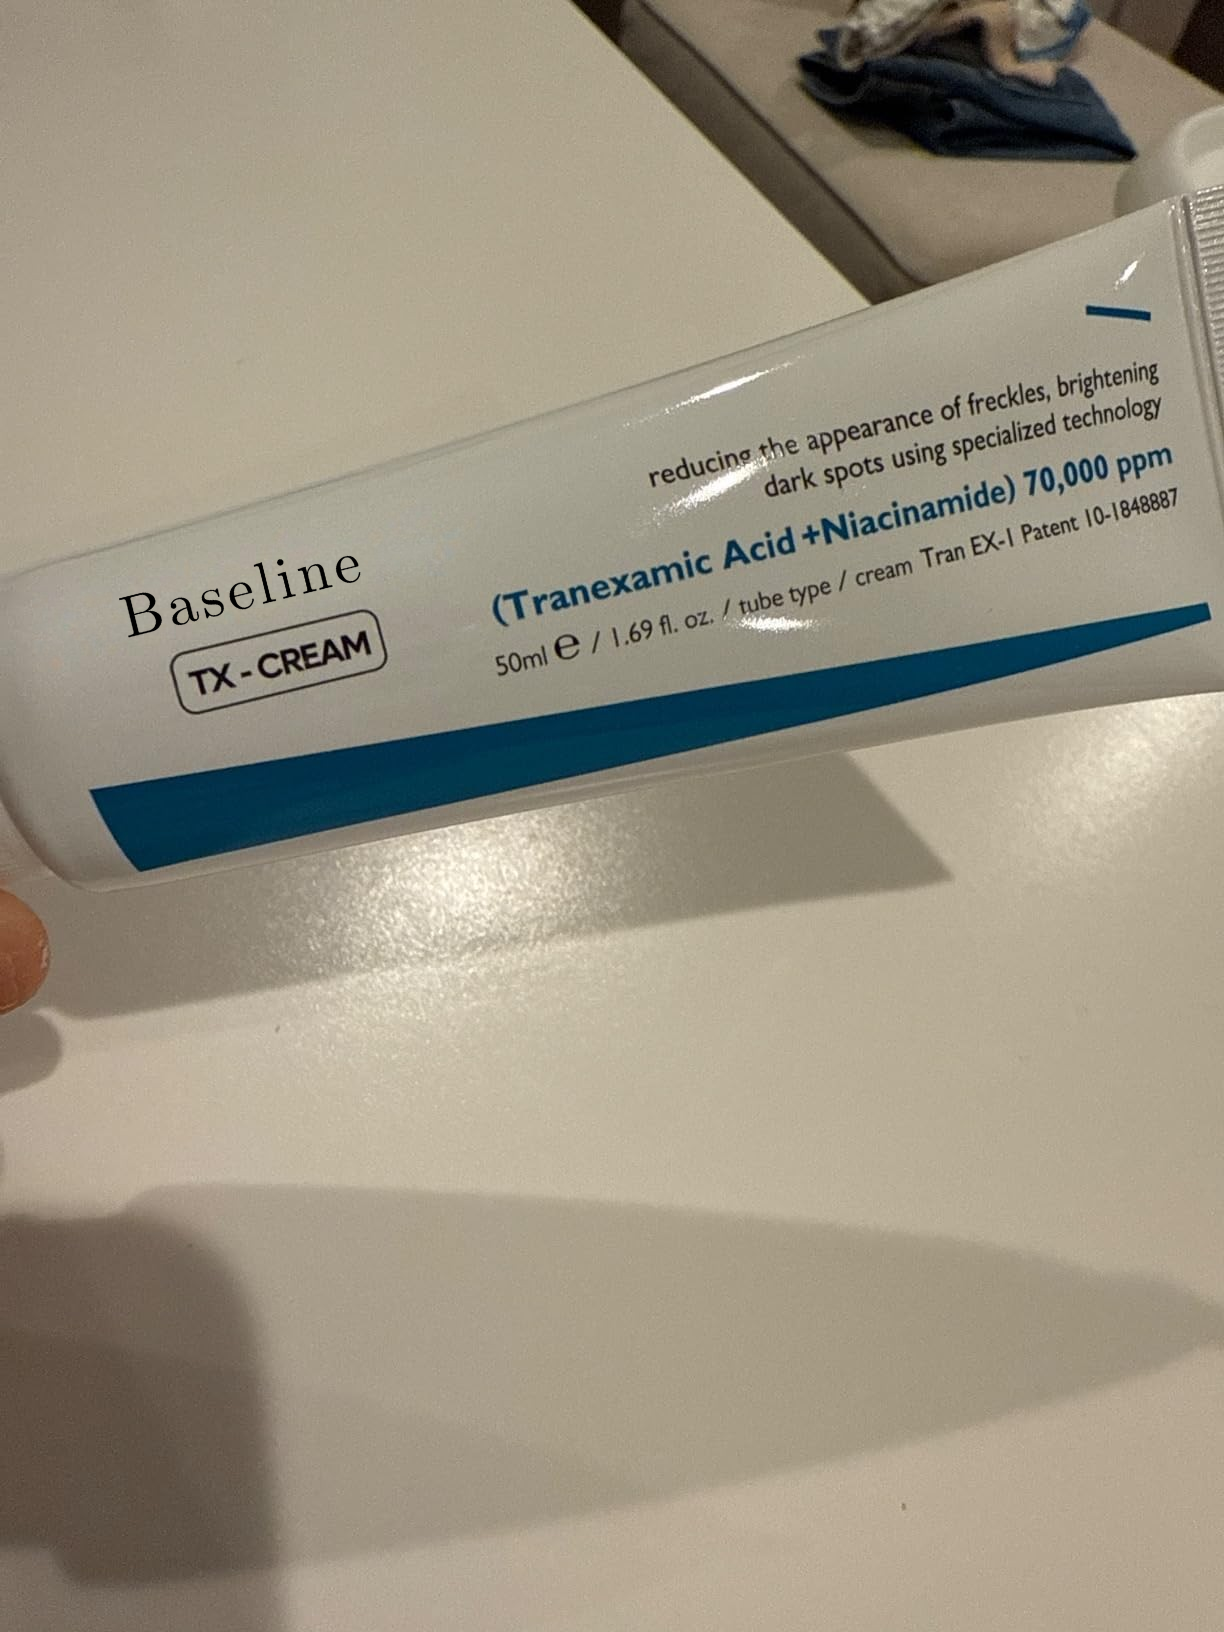 Baseline
TX - CREAM
reducing the appearance of freckles, brightening
dark spots using specialized technology
(Tranexamic Acid +Niacinamide) 70,000 ppm
50ml ℮ / 1.69 fl. oz. / tube type / cream Tran EX-1 Patent 10-1848887